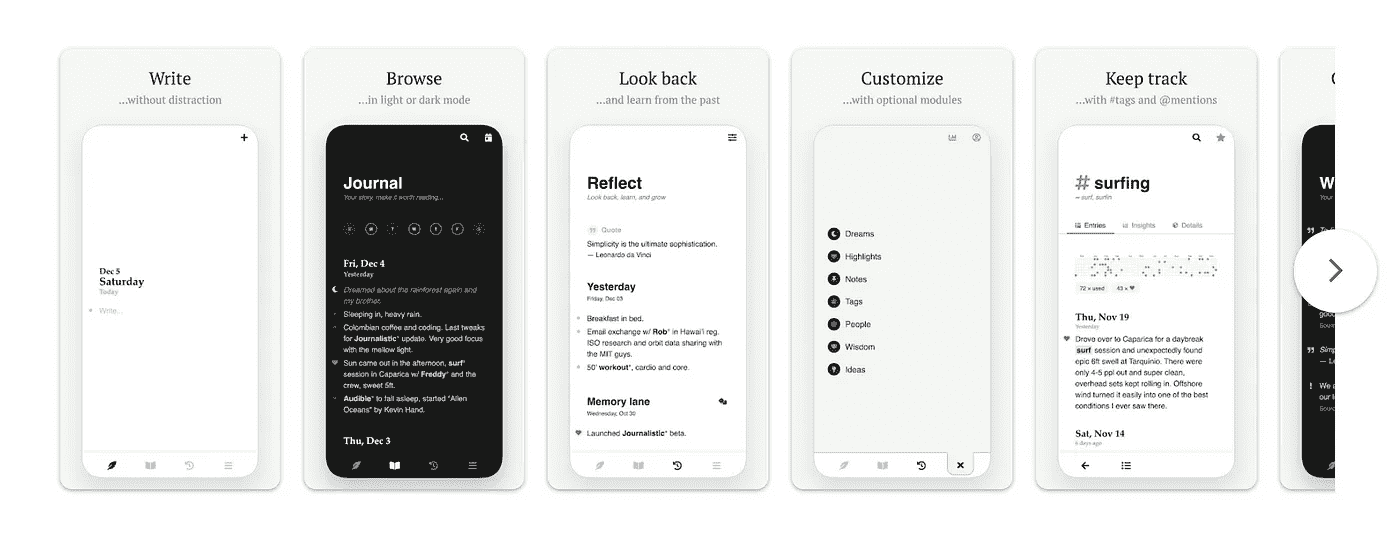 Write
...without distraction
Dec 5
Saturday
Today
Write...
Browse
...in light or dark mode
Journal
Your story, make it worth reading...
Fri, Dec 4
Yesterday
Dreamed about the rainforest again and
my brother.
Sleeping in, heavy rain.
Colombian coffee and coding. Last tweaks
for Journalistic° update. Very good focus
with the mellow light.
Sun came out in the afternoon, surf°
session in Caparica w/ Freddy° and the
crew, sweet 5ft.
Audible° to fall asleep, started "Alien
Oceans" by Kevin Hand.
Thu, Dec 3
Look back
...and learn from the past
Reflect
Look back, learn, and grow
Quote
Simplicity is the ultimate sophistication.
— Leonardo da Vinci
Yesterday
Friday, Dec 03
Breakfast in bed.
Email exchange w/ Rob° in Hawai'i reg.
ISO research and orbit data sharing with
the MIT guys.
50' workout°, cardio and core.
Memory lane
Wednesday, Oct 30
Launched Journalistic° beta.
Customize
...with optional modules
Dreams
Highlights
Notes
Tags
People
Wisdom
Ideas
Keep track
...with #tags and @mentions
# surfing
~ surf, surfin
Entries Insights Details
72 × used 43 ×
Thu, Nov 19
Yesterday
Drove over to Caparica for a daybreak
surf session and unexpectedly found
epic 6ft swell at Tarquinio. There were
only 4-5 ppl out and super clean,
overhead sets kept rolling in. Offshore
wind turned it easily into one of the best
conditions I ever saw there.
Sat, Nov 14
6 days ago